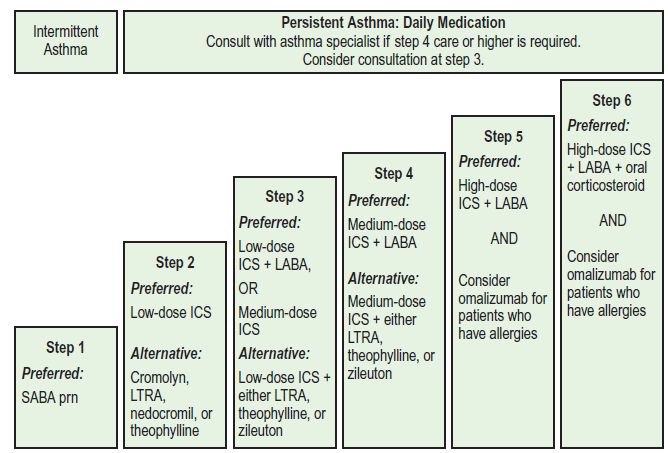 Intermittent
Asthma
Persistent Asthma: Daily Medication
Consult with asthma specialist if step 4 care or higher is required.
Consider consultation at step 3.
Step 1
Preferred:
SABA prn
Step 2
Preferred:
Low-dose ICS
Alternative:
Cromolyn,
LTRA,
nedocromil, or
theophylline
Step 3
Preferred:
Low-dose
ICS + LABA,
OR
Medium-dose
ICS
Alternative:
Low-dose ICS +
either LTRA,
theophylline, or
zileuton
Step 4
Preferred:
Medium-dose
ICS + LABA
Alternative:
Medium-dose
ICS + either
LTRA,
theophylline, or
zileuton
Step 5
Preferred:
High-dose
ICS + LABA
AND
Consider
omalizumab for
patients who
have allergies
Step 6
Preferred:
High-dose ICS
+ LABA + oral
corticosteroid
AND
Consider
omalizumab for
patients who
have allergies